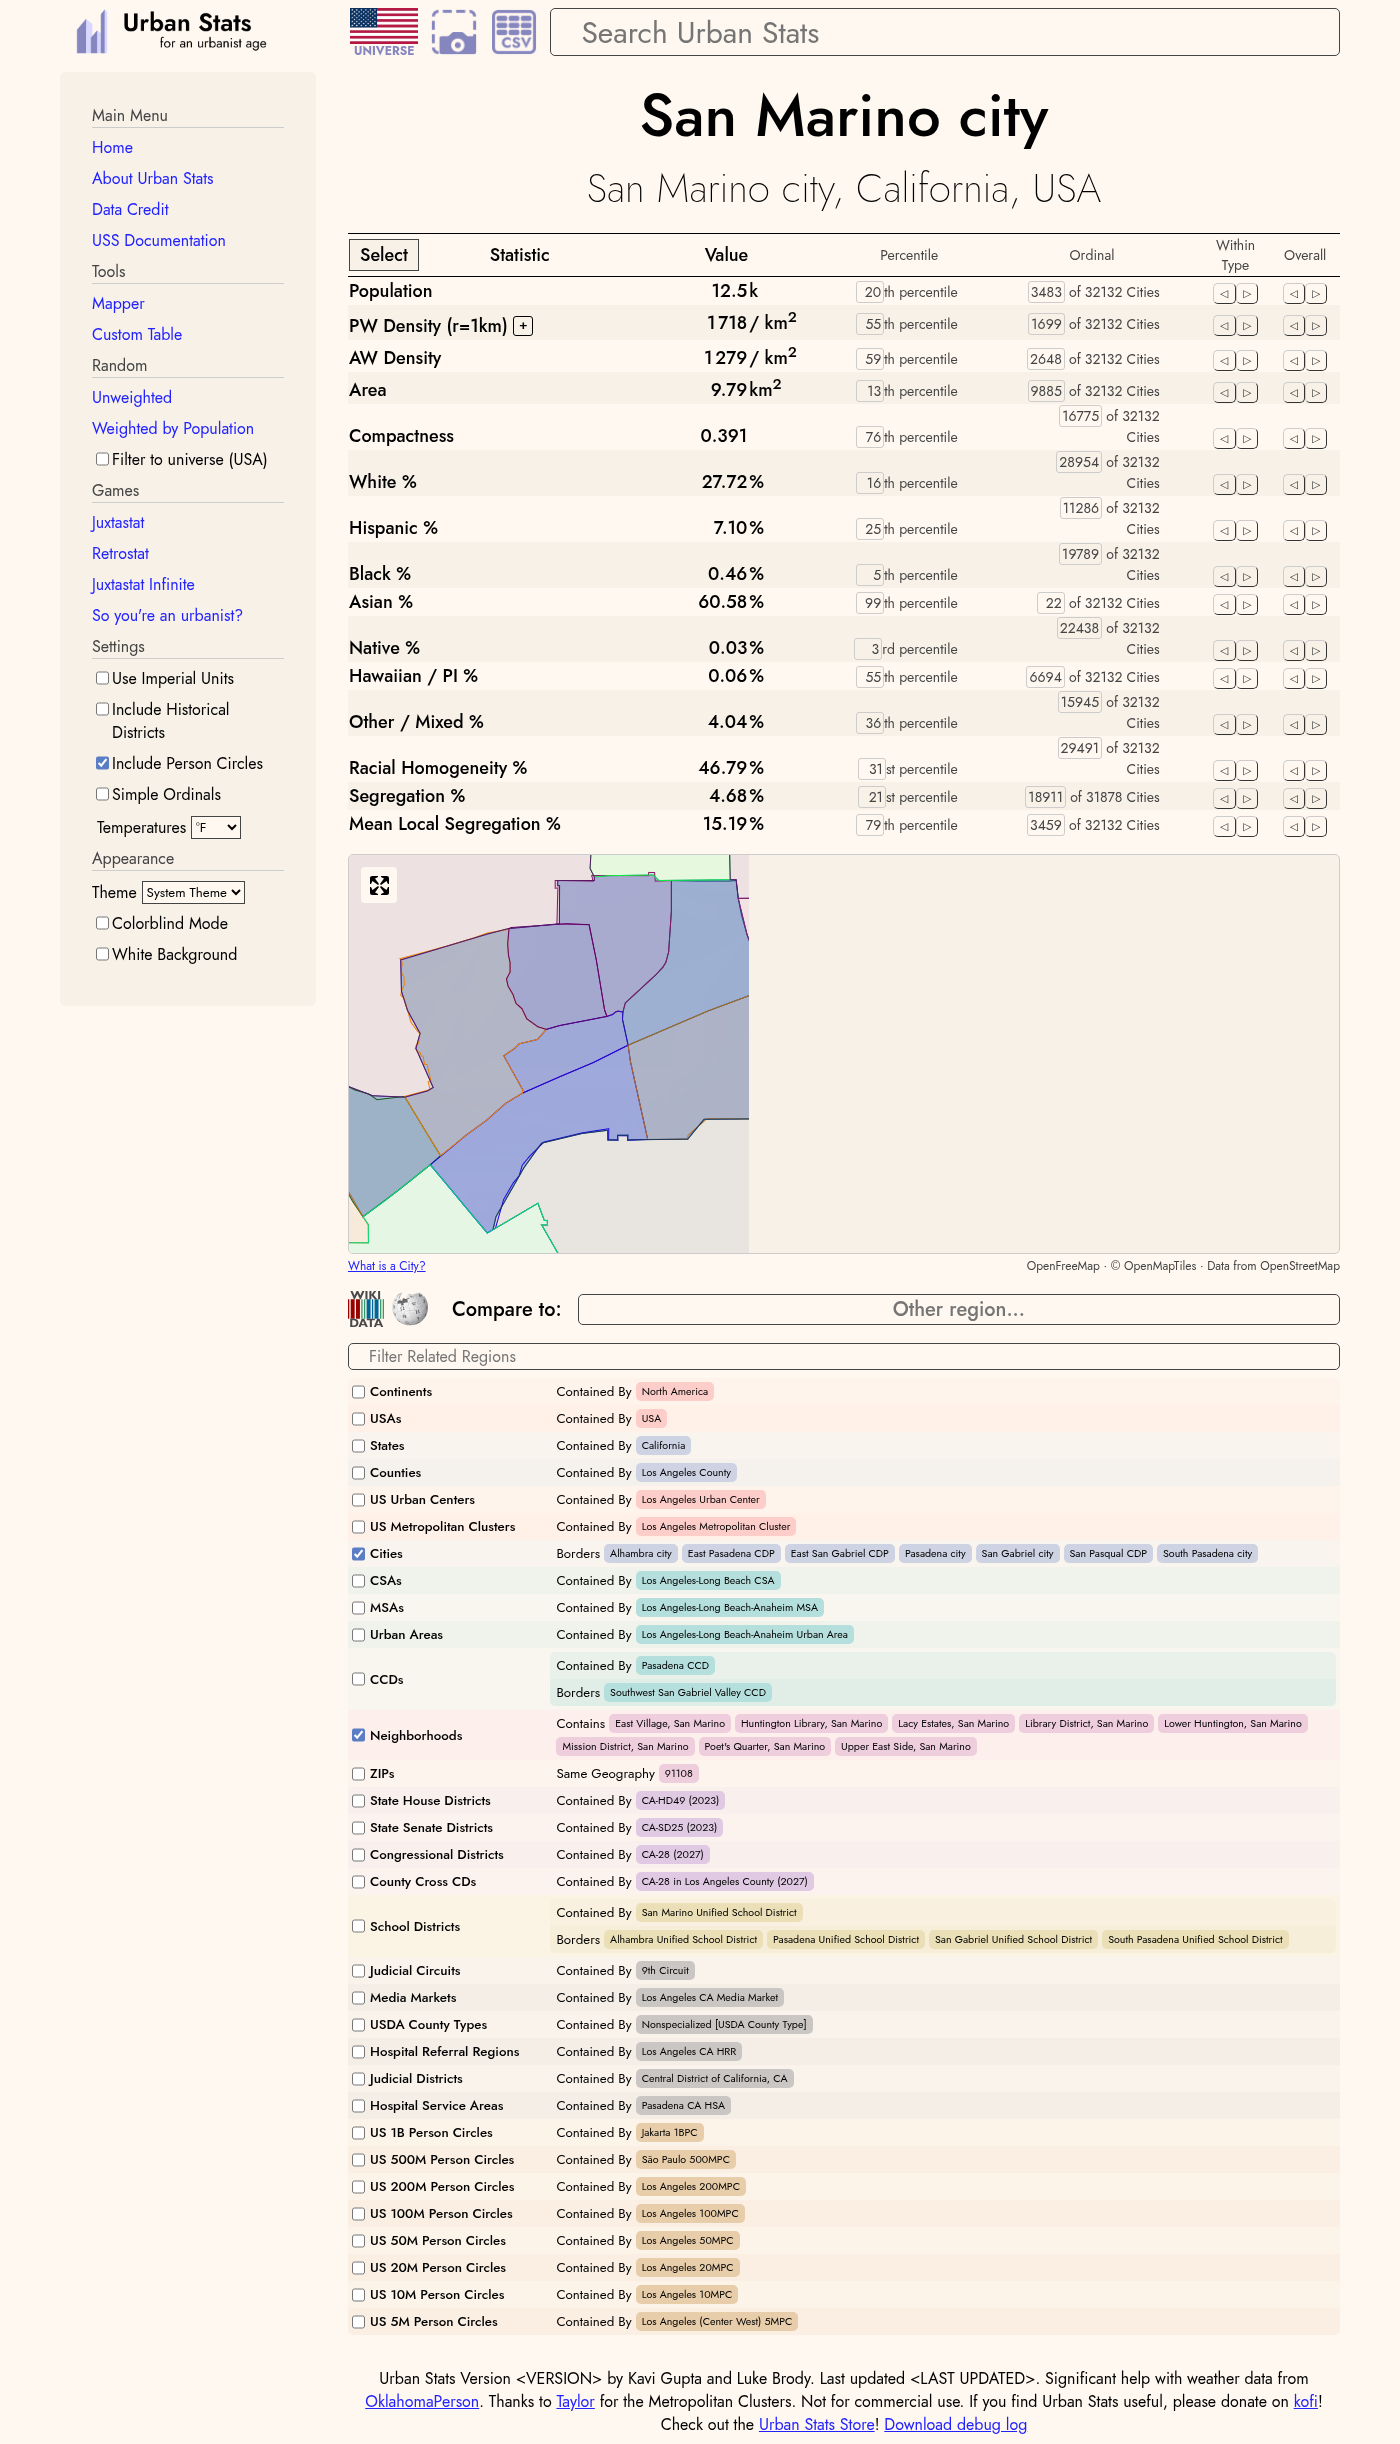 Urban Stats
for an urbanist age
UNIVERSE
CSV
Search Urban Stats
Main Menu
Home
About Urban Stats
Data Credit
USS Documentation
Tools
Mapper
Custom Table
Random
Unweighted
Weighted by Population
Filter to universe (USA)
Games
Juxtastat
Retrostat
Juxtastat Infinite
So you're an urbanist?
Settings
Use Imperial Units
Include Historical
Districts
Include Person Circles
Simple Ordinals
Temperatures °F
Appearance
Theme System Theme
Colorblind Mode
White Background
San Marino city
San Marino city, California, USA
Select Statistic Value Percentile Ordinal Within Type Overall
Population 12.5k 20th percentile 3483 of 32132 Cities
PW Density (r=1km) + 1 718 / km2 55th percentile 1699 of 32132 Cities
AW Density 1 279 / km2 59th percentile 2648 of 32132 Cities
Area 9.79 km2 13th percentile 9885 of 32132 Cities
Compactness 0.391 76th percentile 16775 of 32132 Cities
White % 27.72% 16th percentile 28954 of 32132 Cities
Hispanic % 7.10% 25th percentile 11286 of 32132 Cities
Black % 0.46% 5th percentile 19789 of 32132 Cities
Asian % 60.58% 99th percentile 22 of 32132 Cities
Native % 0.03% 3rd percentile 22438 of 32132 Cities
Hawaiian / PI % 0.06% 55th percentile 6694 of 32132 Cities
Other / Mixed % 4.04% 36th percentile 15945 of 32132 Cities
Racial Homogeneity % 46.79% 31st percentile 29491 of 32132 Cities
Segregation % 4.68% 21st percentile 18911 of 31878 Cities
Mean Local Segregation % 15.19% 79th percentile 3459 of 32132 Cities
What is a City?
OpenFreeMap · © OpenMapTiles · Data from OpenStreetMap
WIKI
DATA
Compare to: Other region...
Filter Related Regions
Continents Contained By North America
USAs Contained By USA
States Contained By California
Counties Contained By Los Angeles County
US Urban Centers Contained By Los Angeles Urban Center
US Metropolitan Clusters Contained By Los Angeles Metropolitan Cluster
Cities Borders Alhambra city East Pasadena CDP East San Gabriel CDP Pasadena city San Gabriel city San Pasqual CDP South Pasadena city
CSAs Contained By Los Angeles-Long Beach CSA
MSAs Contained By Los Angeles-Long Beach-Anaheim MSA
Urban Areas Contained By Los Angeles-Long Beach-Anaheim Urban Area
CCDs Contained By Pasadena CCD
Borders Southwest San Gabriel Valley CCD
Neighborhoods Contains East Village, San Marino Huntington Library, San Marino Lacy Estates, San Marino Library District, San Marino Lower Huntington, San Marino
Mission District, San Marino Poet's Quarter, San Marino Upper East Side, San Marino
ZIPs Same Geography 91108
State House Districts Contained By CA-HD49 (2023)
State Senate Districts Contained By CA-SD25 (2023)
Congressional Districts Contained By CA-28 (2027)
County Cross CDs Contained By CA-28 in Los Angeles County (2027)
School Districts Contained By San Marino Unified School District
Borders Alhambra Unified School District Pasadena Unified School District San Gabriel Unified School District South Pasadena Unified School District
Judicial Circuits Contained By 9th Circuit
Media Markets Contained By Los Angeles CA Media Market
USDA County Types Contained By Nonspecialized [USDA County Type]
Hospital Referral Regions Contained By Los Angeles CA HRR
Judicial Districts Contained By Central District of California, CA
Hospital Service Areas Contained By Pasadena CA HSA
US 1B Person Circles Contained By Jakarta 1BPC
US 500M Person Circles Contained By São Paulo 500MPC
US 200M Person Circles Contained By Los Angeles 200MPC
US 100M Person Circles Contained By Los Angeles 100MPC
US 50M Person Circles Contained By Los Angeles 50MPC
US 20M Person Circles Contained By Los Angeles 20MPC
US 10M Person Circles Contained By Los Angeles 10MPC
US 5M Person Circles Contained By Los Angeles (Center West) 5MPC
Urban Stats Version <VERSION> by Kavi Gupta and Luke Brody. Last updated <LAST UPDATED>. Significant help with weather data from
OklahomaPerson. Thanks to Taylor for the Metropolitan Clusters. Not for commercial use. If you find Urban Stats useful, please donate on kofi!
Check out the Urban Stats Store! Download debug log